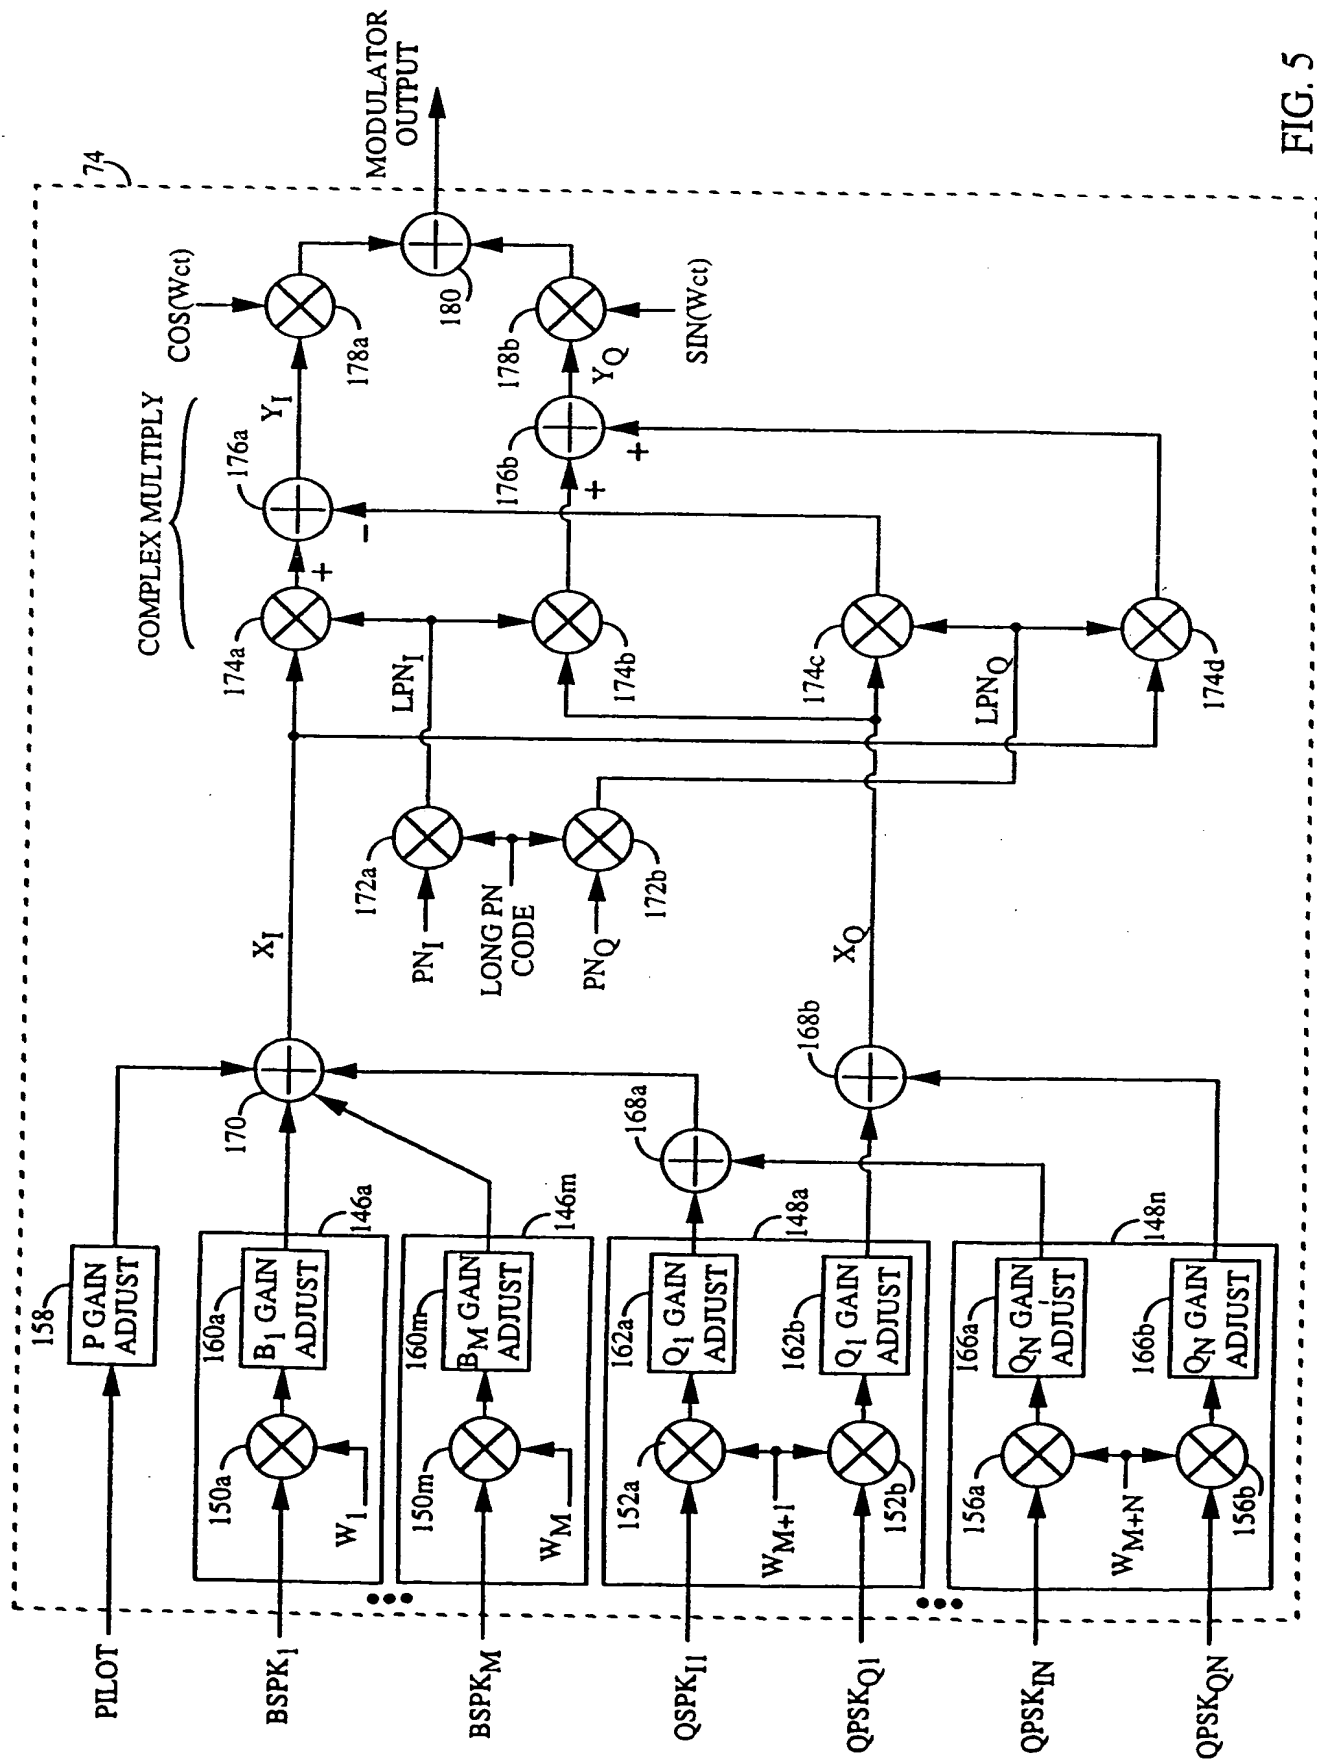 74
PILOT
158
P GAIN
ADJUST
BSPK1
150a
W1
160a
B1 GAIN
ADJUST
146a
BSPKM
150m
WM
160m
BM GAIN
ADJUST
146m
170
XI
QSPKI1
152a
WM+1
162a
Q1 GAIN
ADJUST
148a
168a
QPSKQ1
152b
162b
Q1 GAIN
ADJUST
168b
XQ
QPSKIN
156a
WM+N
166a
QN GAIN
ADJUST
148n
QPSKQN
156b
166b
QN GAIN
ADJUST
PNI
172a
LONG PN
CODE
PNQ
172b
LPNI
LPNQ
COMPLEX MULTIPLY
174a
+
-
176a
YI
174b
+
+
176b
YQ
174c
174d
COS(Wct)
178a
178b
SIN(Wct)
180
MODULATOR
OUTPUT
FIG. 5